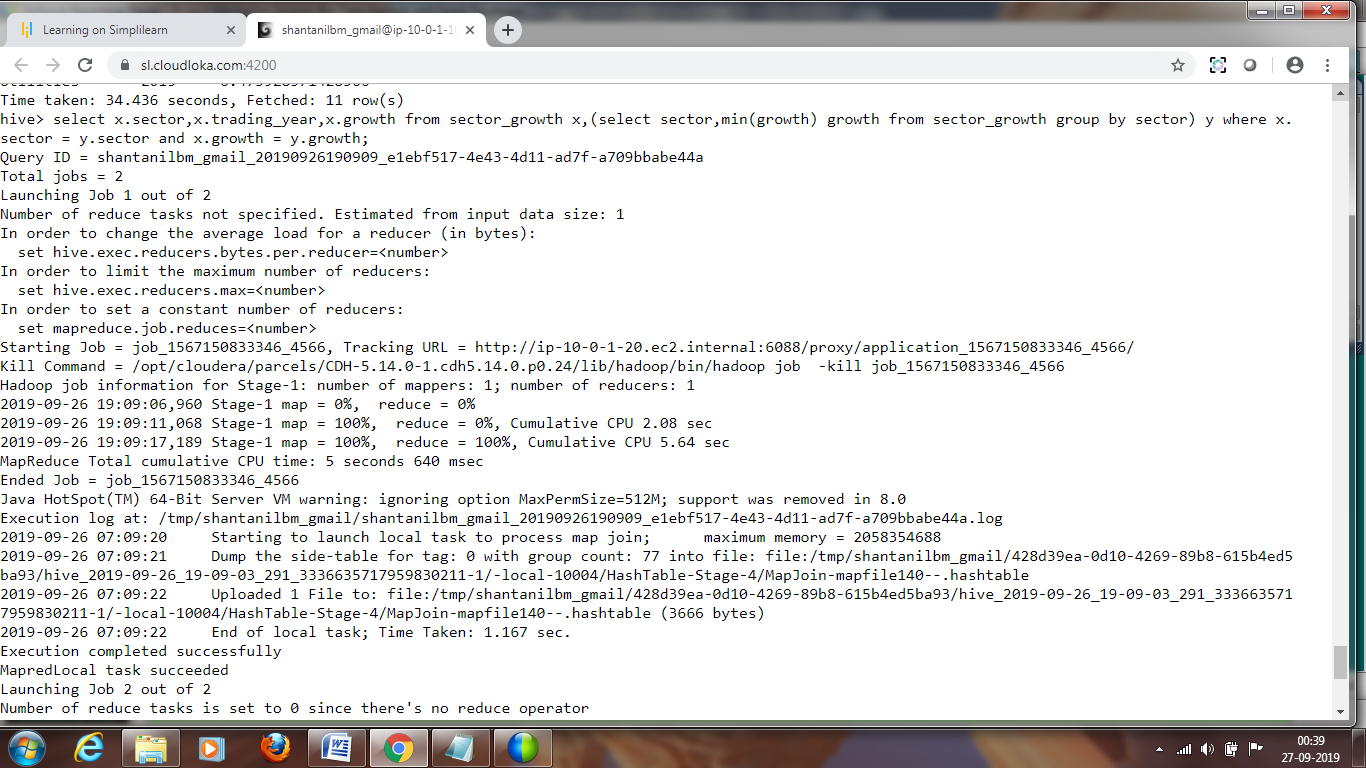 Learning on Simplilearn
shantanilbm_gmail@ip-10-0-1-10
sl.cloudloka.com:4200
Time taken: 34.436 seconds, Fetched: 11 row(s)
hive> select x.sector,x.trading_year,x.growth from sector_growth x,(select sector,min(growth) growth from sector_growth group by sector) y where x.
sector = y.sector and x.growth = y.growth;
Query ID = shantanilbm_gmail_20190926190909_e1ebf517-4e43-4d11-ad7f-a709bbabe44a
Total jobs = 2
Launching Job 1 out of 2
Number of reduce tasks not specified. Estimated from input data size: 1
In order to change the average load for a reducer (in bytes):
  set hive.exec.reducers.bytes.per.reducer=<number>
In order to limit the maximum number of reducers:
  set hive.exec.reducers.max=<number>
In order to set a constant number of reducers:
  set mapreduce.job.reduces=<number>
Starting Job = job_1567150833346_4566, Tracking URL = http://ip-10-0-1-20.ec2.internal:6088/proxy/application_1567150833346_4566/
Kill Command = /opt/cloudera/parcels/CDH-5.14.0-1.cdh5.14.0.p0.24/lib/hadoop/bin/hadoop job  -kill job_1567150833346_4566
Hadoop job information for Stage-1: number of mappers: 1; number of reducers: 1
2019-09-26 19:09:06,960 Stage-1 map = 0%,  reduce = 0%
2019-09-26 19:09:11,068 Stage-1 map = 100%,  reduce = 0%, Cumulative CPU 2.08 sec
2019-09-26 19:09:17,189 Stage-1 map = 100%,  reduce = 100%, Cumulative CPU 5.64 sec
MapReduce Total cumulative CPU time: 5 seconds 640 msec
Ended Job = job_1567150833346_4566
Java HotSpot(TM) 64-Bit Server VM warning: ignoring option MaxPermSize=512M; support was removed in 8.0
Execution log at: /tmp/shantanilbm_gmail/shantanilbm_gmail_20190926190909_e1ebf517-4e43-4d11-ad7f-a709bbabe44a.log
2019-09-26 07:09:20     Starting to launch local task to process map join;      maximum memory = 2058354688
2019-09-26 07:09:21     Dump the side-table for tag: 0 with group count: 77 into file: file:/tmp/shantanilbm_gmail/428d39ea-0d10-4269-89b8-615b4ed5
ba93/hive_2019-09-26_19-09-03_291_3336635717959830211-1/-local-10004/HashTable-Stage-4/MapJoin-mapfile140--.hashtable
2019-09-26 07:09:22     Uploaded 1 File to: file:/tmp/shantanilbm_gmail/428d39ea-0d10-4269-89b8-615b4ed5ba93/hive_2019-09-26_19-09-03_291_333663571
7959830211-1/-local-10004/HashTable-Stage-4/MapJoin-mapfile140--.hashtable (3666 bytes)
2019-09-26 07:09:22     End of local task; Time Taken: 1.167 sec.
Execution completed successfully
MapredLocal task succeeded
Launching Job 2 out of 2
Number of reduce tasks is set to 0 since there's no reduce operator
00:39
27-09-2019